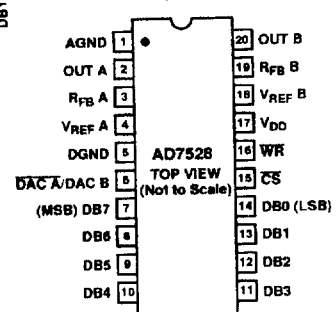 DB1
AGND 1
OUT A 2
RFB A 3
VREF A 4
DGND 5
DAC A/DAC B 6
(MSB) DB7 7
DB6 8
DB5 9
DB4 10
AD7528
TOP VIEW
(Not to Scale)
20 OUT B
19 RFB B
18 VREF B
17 VDD
16 WR
15 CS
14 DB0 (LSB)
13 DB1
12 DB2
11 DB3